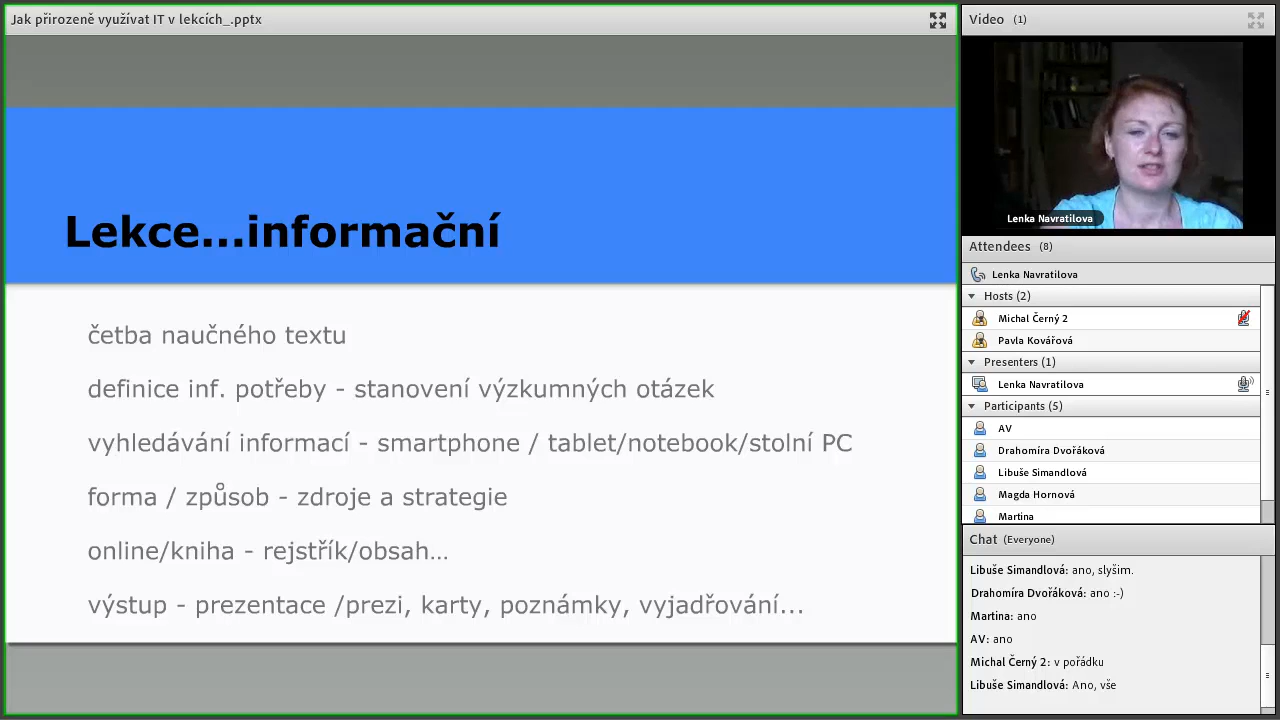 Jak přirozeně využívat IT v lekcích_.pptx
Lekce...informační
četba naučného textu
definice inf. potřeby - stanovení výzkumných otázek
vyhledávání informací - smartphone / tablet/notebook/stolní PC
forma / způsob - zdroje a strategie
online/kniha - rejstřík/obsah…
výstup - prezentace /prezi, karty, poznámky, vyjadřování...
Video (1)
Lenka Navratilova
Attendees (8)
Lenka Navratilova
Hosts (2)
Michal Černý 2
Pavla Kovářová
Presenters (1)
Lenka Navratilova
Participants (5)
AV
Drahomíra Dvořáková
Libuše Simandlová
Magda Hornová
Martina
Chat (Everyone)
Libuše Simandlová: ano, slyšim.
Drahomíra Dvořáková: ano :-)
Martina: ano
AV: ano
Michal Černý 2: v pořádku
Libuše Simandlová: Ano, vše